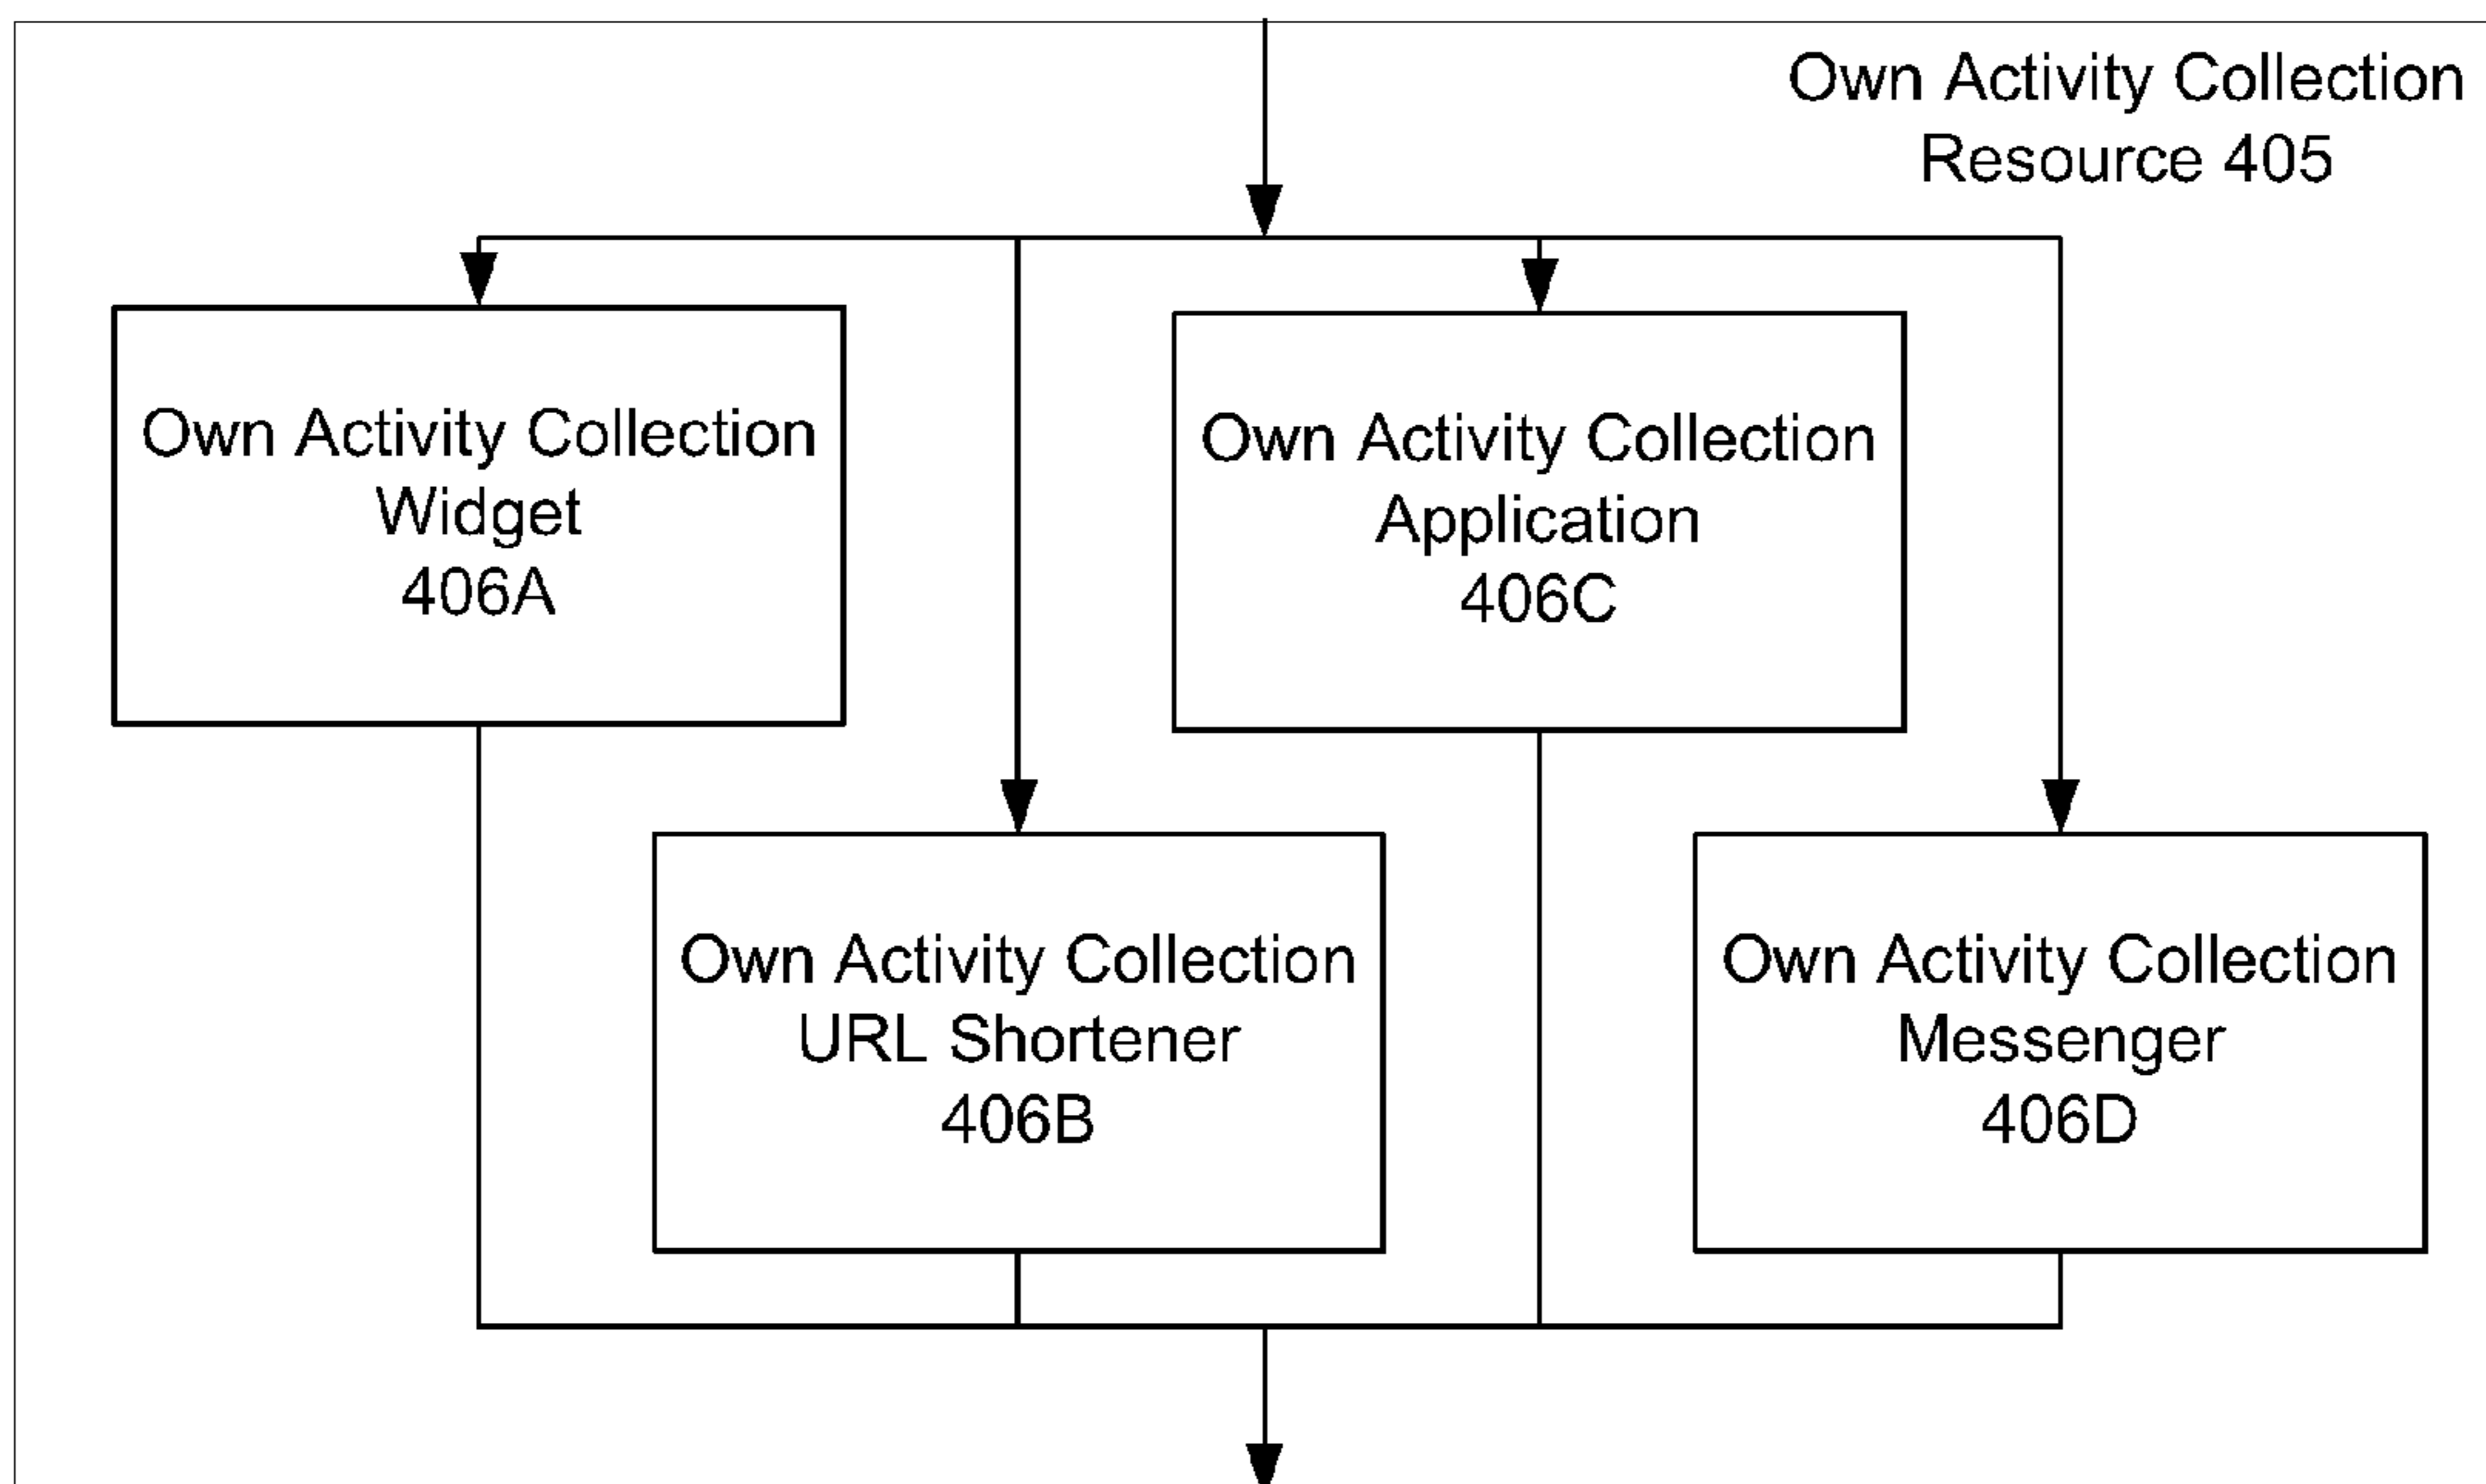 Own Activity Collection
Resource 405
Own Activity Collection
Widget
406A
Own Activity Collection
Application
406C
Own Activity Collection
URL Shortener
406B
Own Activity Collection
Messenger
406D